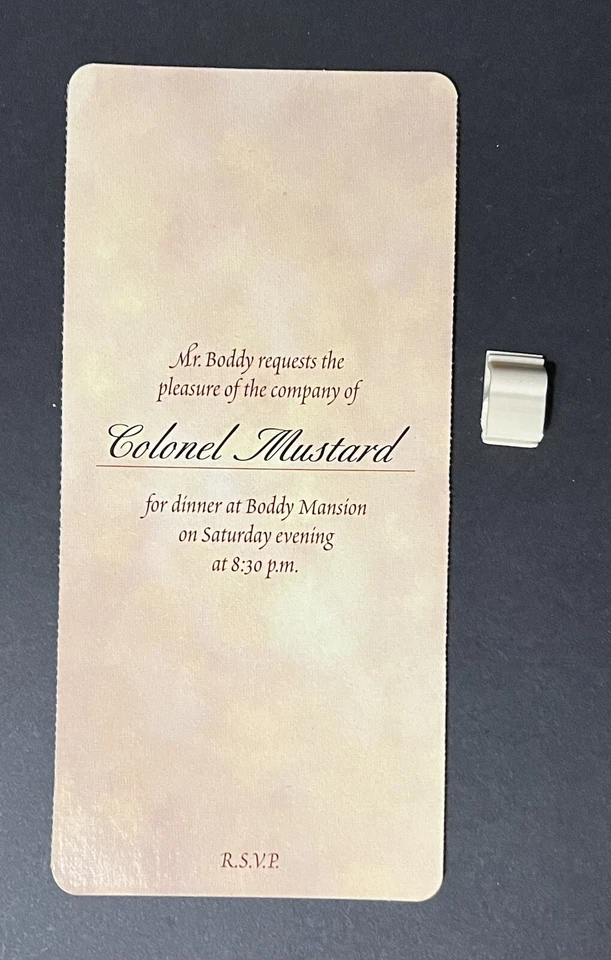 Mr. Boddy requests the
pleasure of the company of
Colonel Mustard
for dinner at Boddy Mansion
on Saturday evening
at 8:30 p.m.
R.S.V.P.